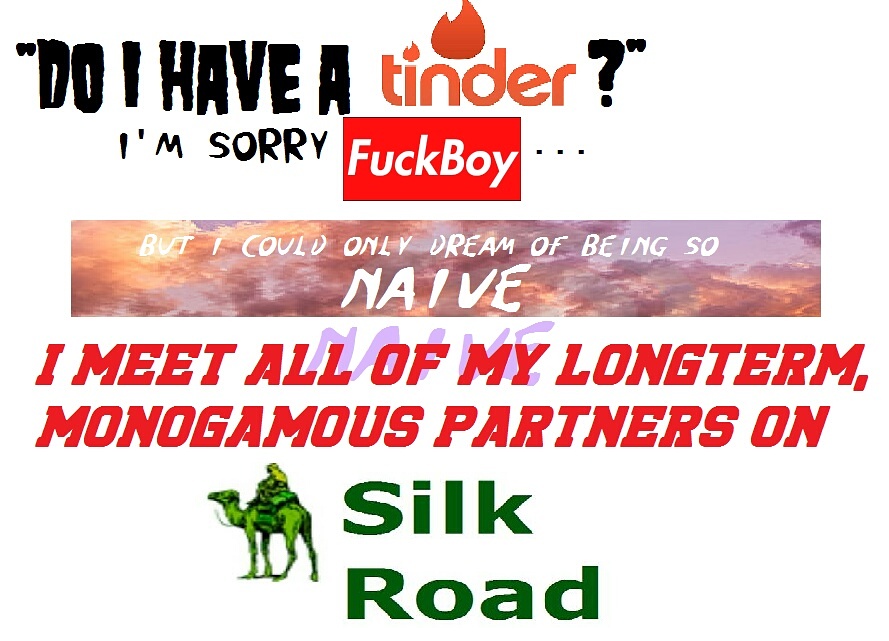 "DO I HAVE A tinder ?"
I'M SORRY FuckBoy ...
BUT I COULD ONLY DREAM OF BEING SO
NAIVE
NAIVE
I MEET ALL OF MY LONGTERM,
MONOGAMOUS PARTNERS ON
Silk
Road